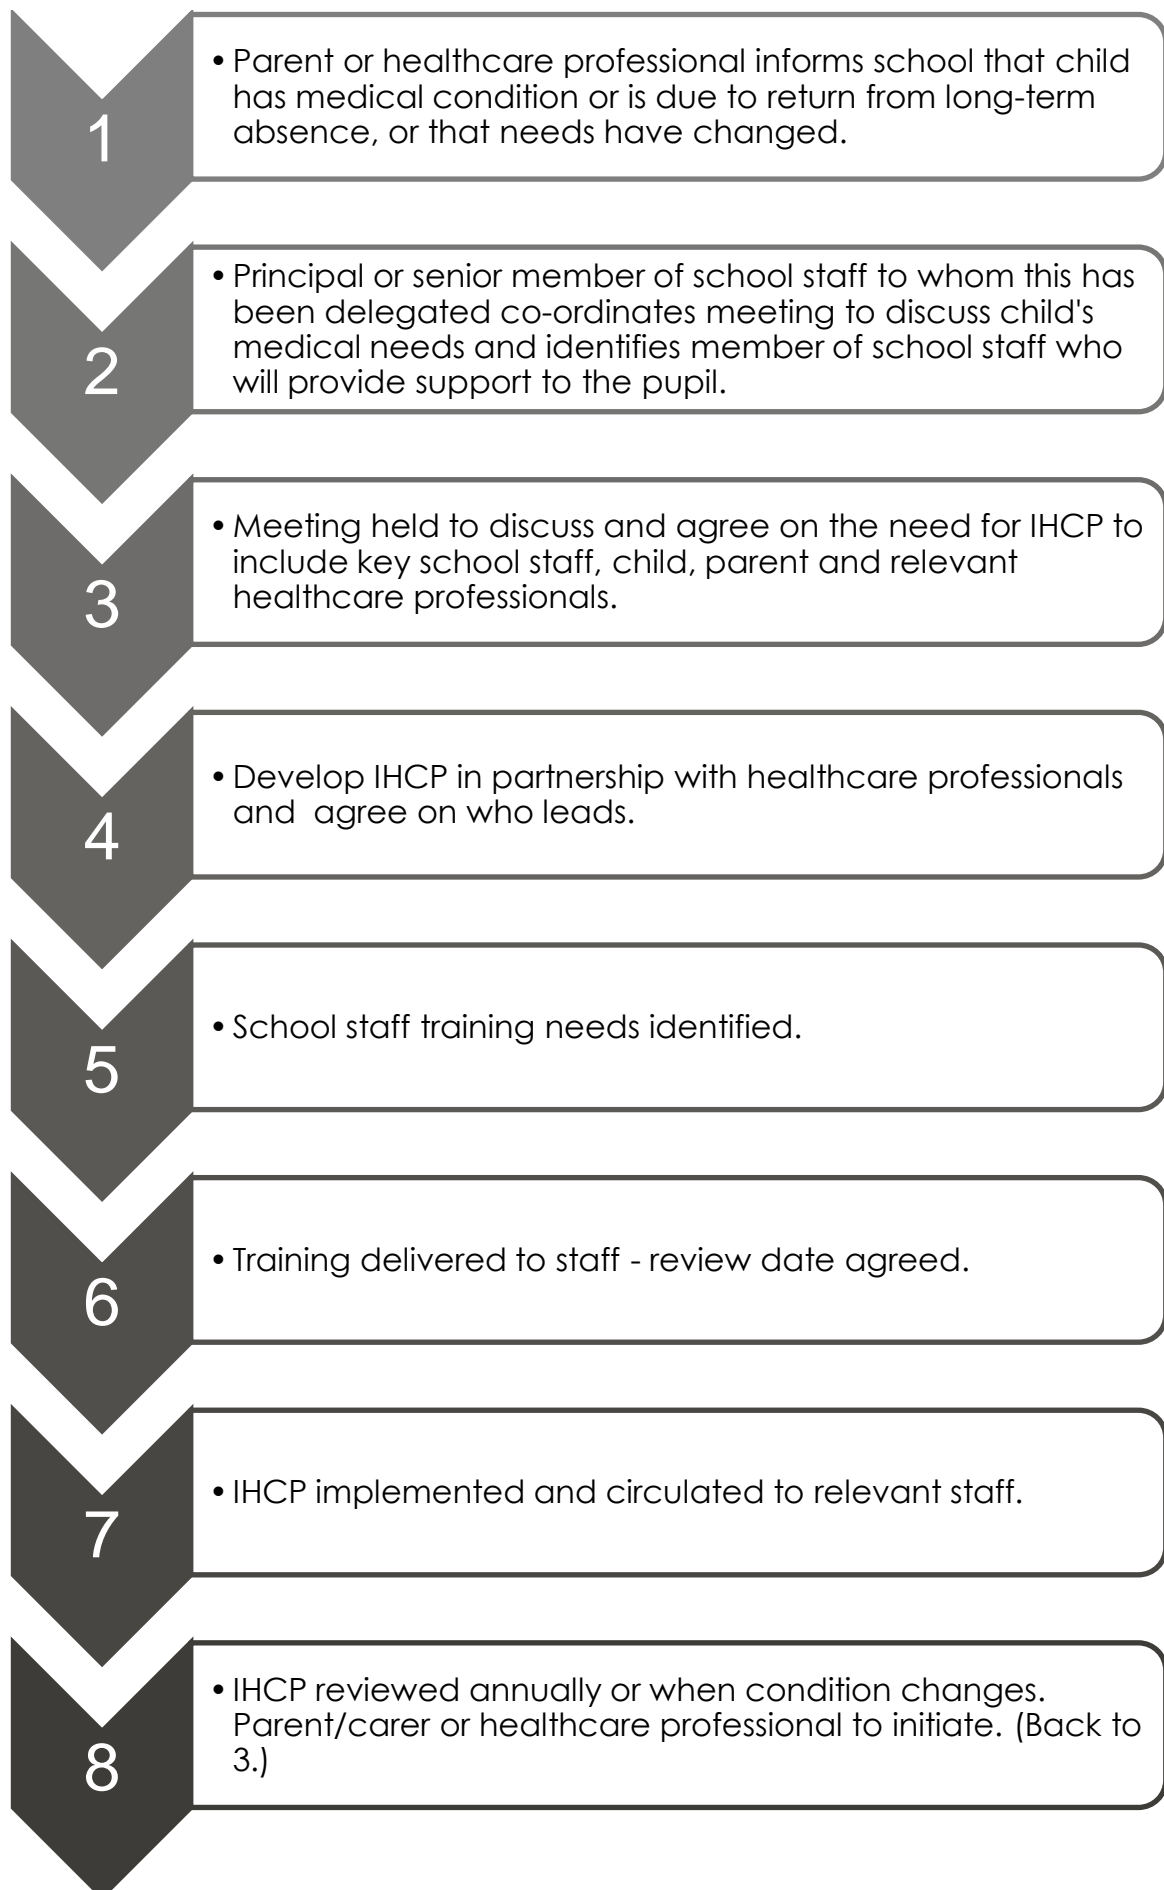 1
• Parent or healthcare professional informs school that child
has medical condition or is due to return from long-term
absence, or that needs have changed.
2
• Principal or senior member of school staff to whom this has
been delegated co-ordinates meeting to discuss child's
medical needs and identifies member of school staff who
will provide support to the pupil.
3
• Meeting held to discuss and agree on the need for IHCP to
include key school staff, child, parent and relevant
healthcare professionals.
4
• Develop IHCP in partnership with healthcare professionals
and  agree on who leads.
5
• School staff training needs identified.
6
• Training delivered to staff - review date agreed.
7
• IHCP implemented and circulated to relevant staff.
8
• IHCP reviewed annually or when condition changes.
Parent/carer or healthcare professional to initiate. (Back to
3.)